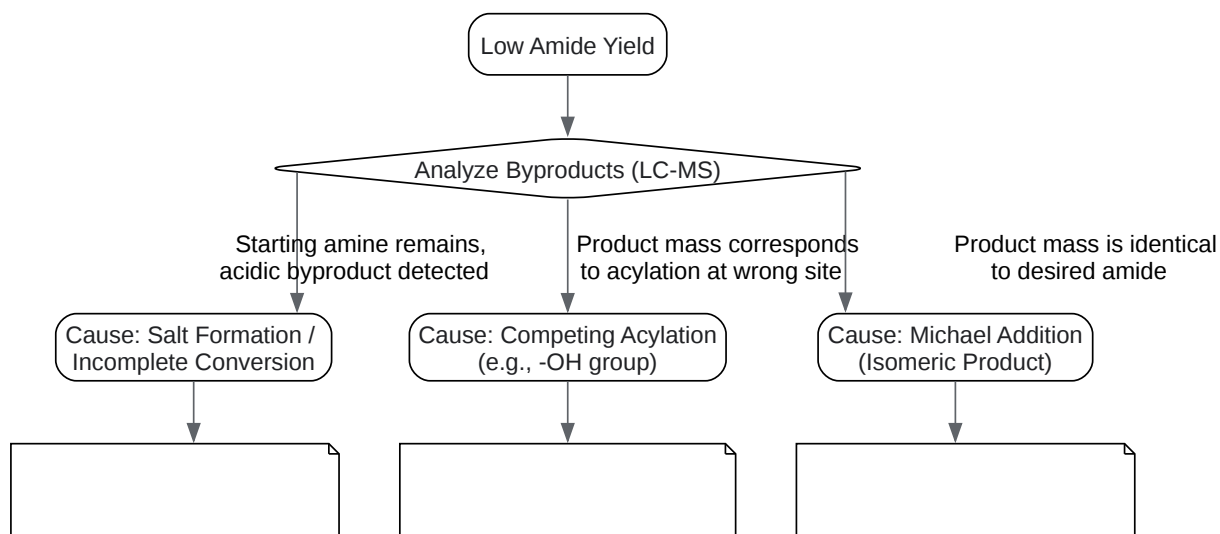 Low Amide Yield
Analyze Byproducts (LC-MS)
Starting amine remains,
acidic byproduct detected
Product mass corresponds
to acylation at wrong site
Product mass is identical
to desired amide
Cause: Salt Formation /
Incomplete Conversion
Cause: Competing Acylation
(e.g., -OH group)
Cause: Michael Addition
(Isomeric Product)